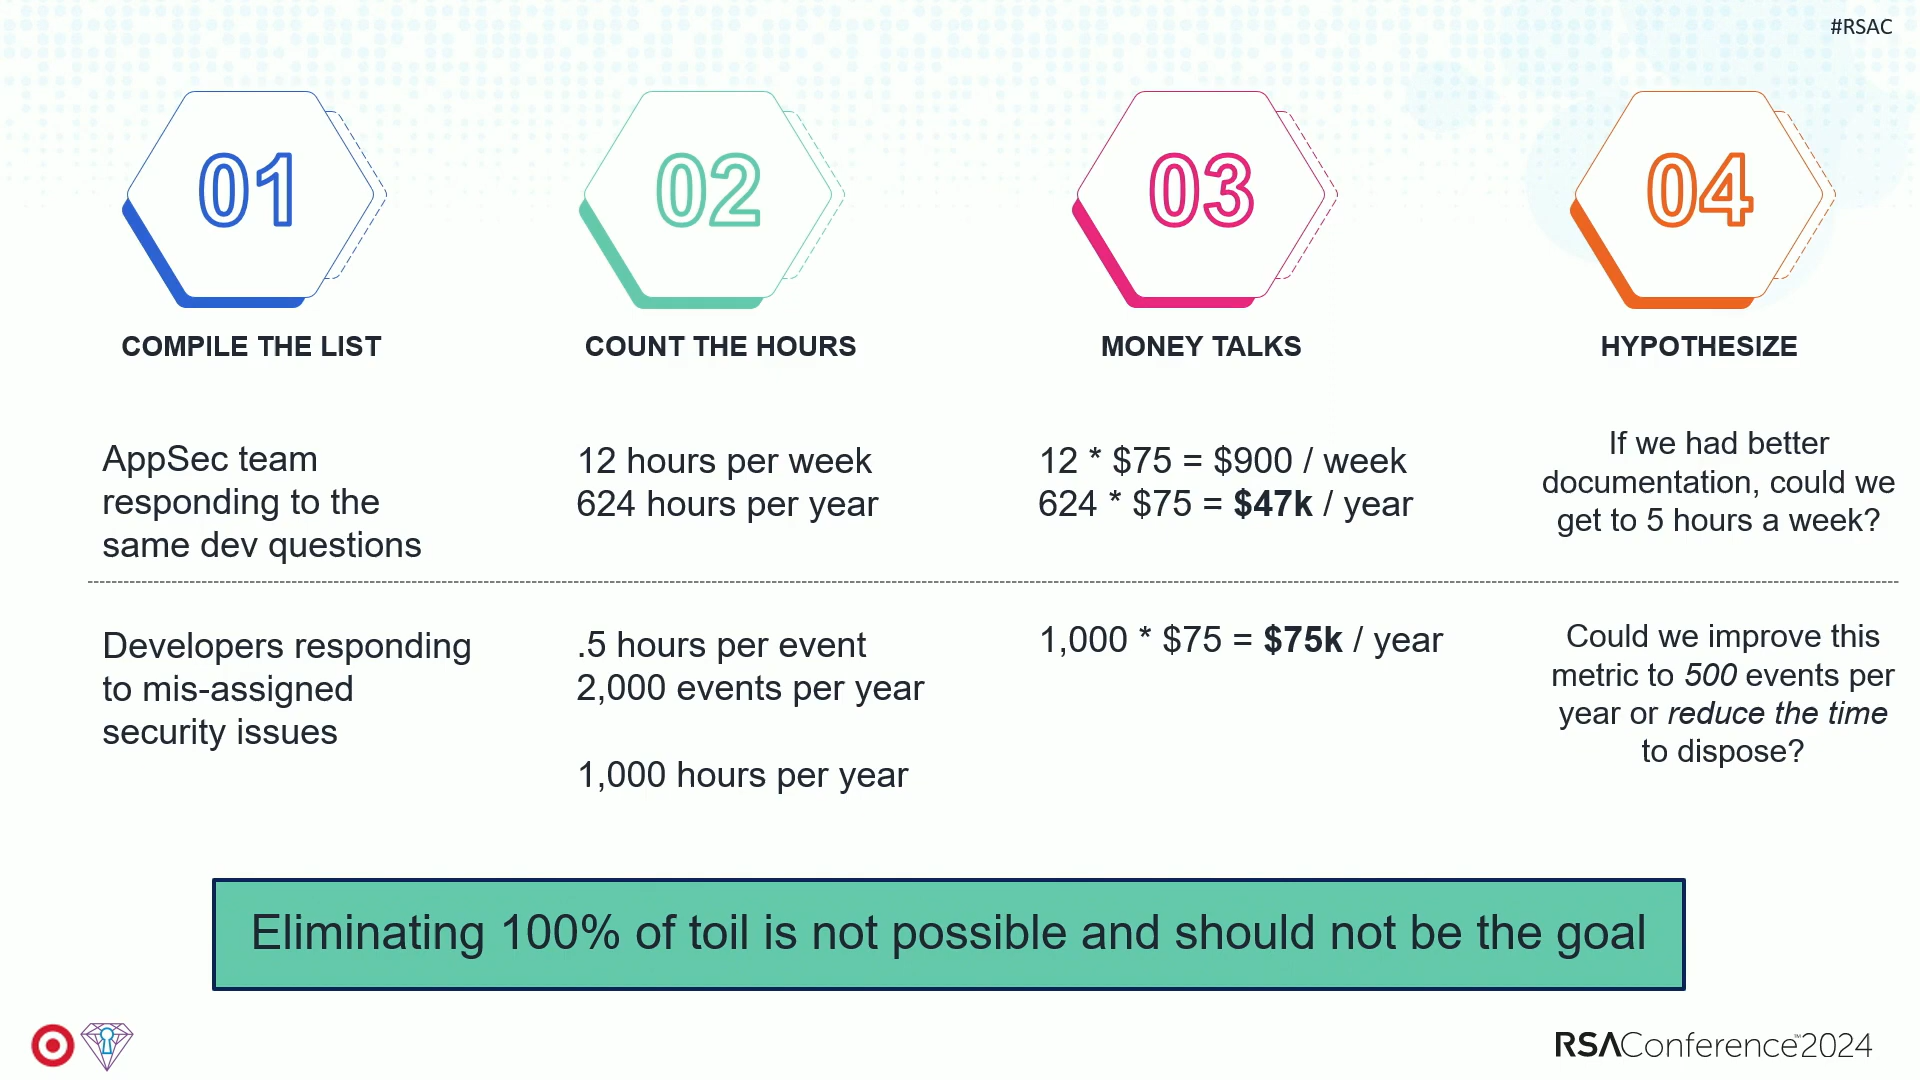 #RSAC
01
02
03
04
COMPILE THE LIST
COUNT THE HOURS
MONEY TALKS
HYPOTHESIZE
AppSec team
responding to the
same dev questions
12 hours per week
624 hours per year
12 * $75 = $900 / week
624 * $75 = $47k / year
If we had better
documentation, could we
get to 5 hours a week?
Developers responding
to mis-assigned
security issues
.5 hours per event
2,000 events per year
1,000 hours per year
1,000 * $75 = $75k / year
Could we improve this
metric to 500 events per
year or reduce the time
to dispose?
Eliminating 100% of toil is not possible and should not be the goal
RSAConference™2024